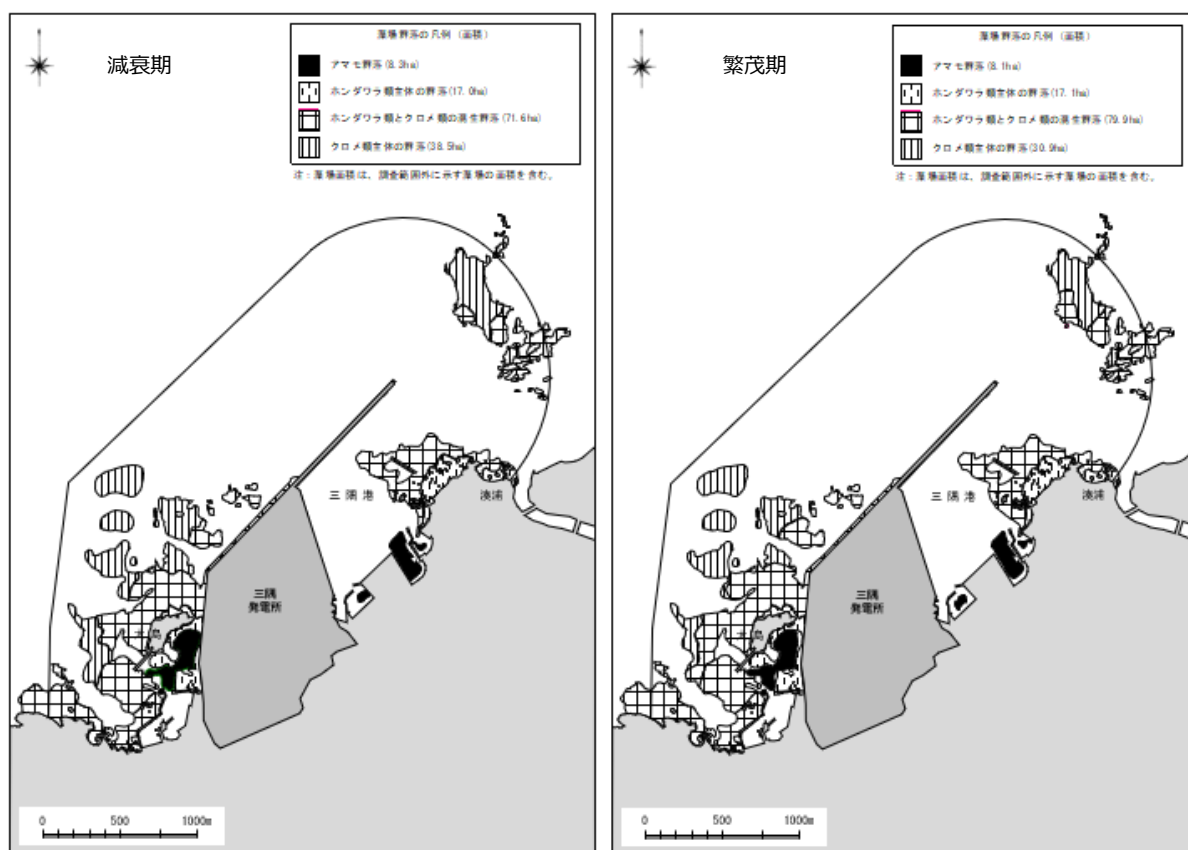 減衰期
藻場群落の凡例（面積）
アマモ群落(8.3ha)
ホンダワラ類主体の群落(17.0ha)
ホンダワラ類とクロメ類の混生群落(71.6ha)
クロメ類主体の群落(38.5ha)
注：藻場面積は、調査範囲外に示す藻場の面積を含む。
三隅港
湊浦
三隅
発電所
大島
0 500 1000m
繁茂期
藻場群落の凡例（面積）
アマモ群落(8.1ha)
ホンダワラ類主体の群落(17.1ha)
ホンダワラ類とクロメ類の混生群落(79.9ha)
クロメ類主体の群落(30.9ha)
注：藻場面積は、調査範囲外に示す藻場の面積を含む。
三隅港
湊浦
三隅
発電所
大島
0 500 1000m